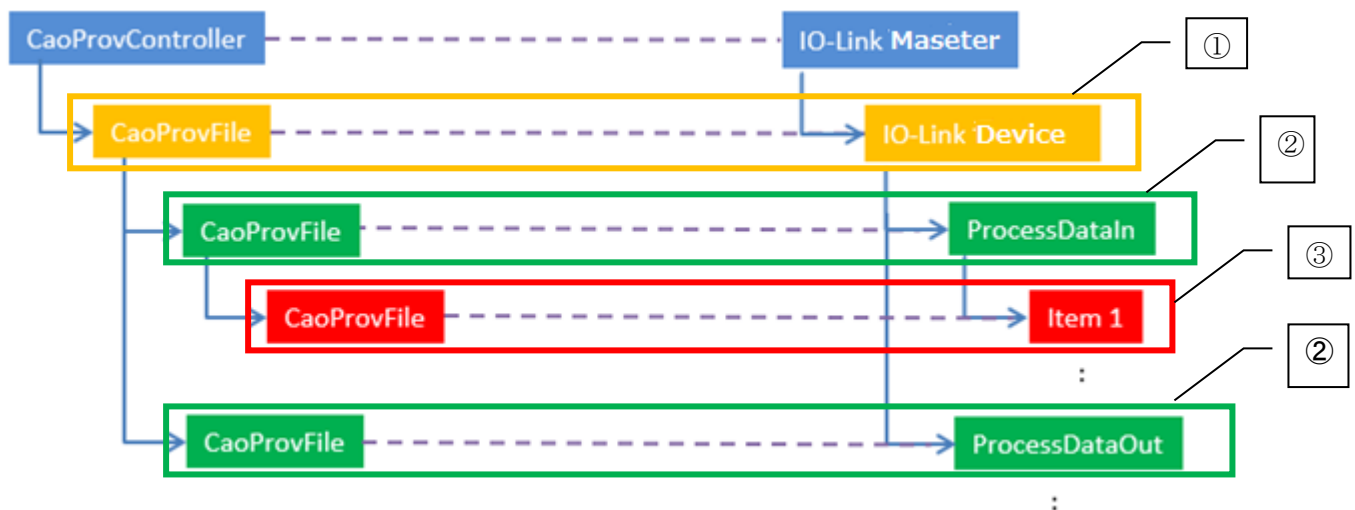 CaoProvController IO-Link Maseter
①
CaoProvFile IO-Link Device
②
CaoProvFile ProcessDataIn
③
CaoProvFile Item 1
②
:
CaoProvFile ProcessDataOut
: